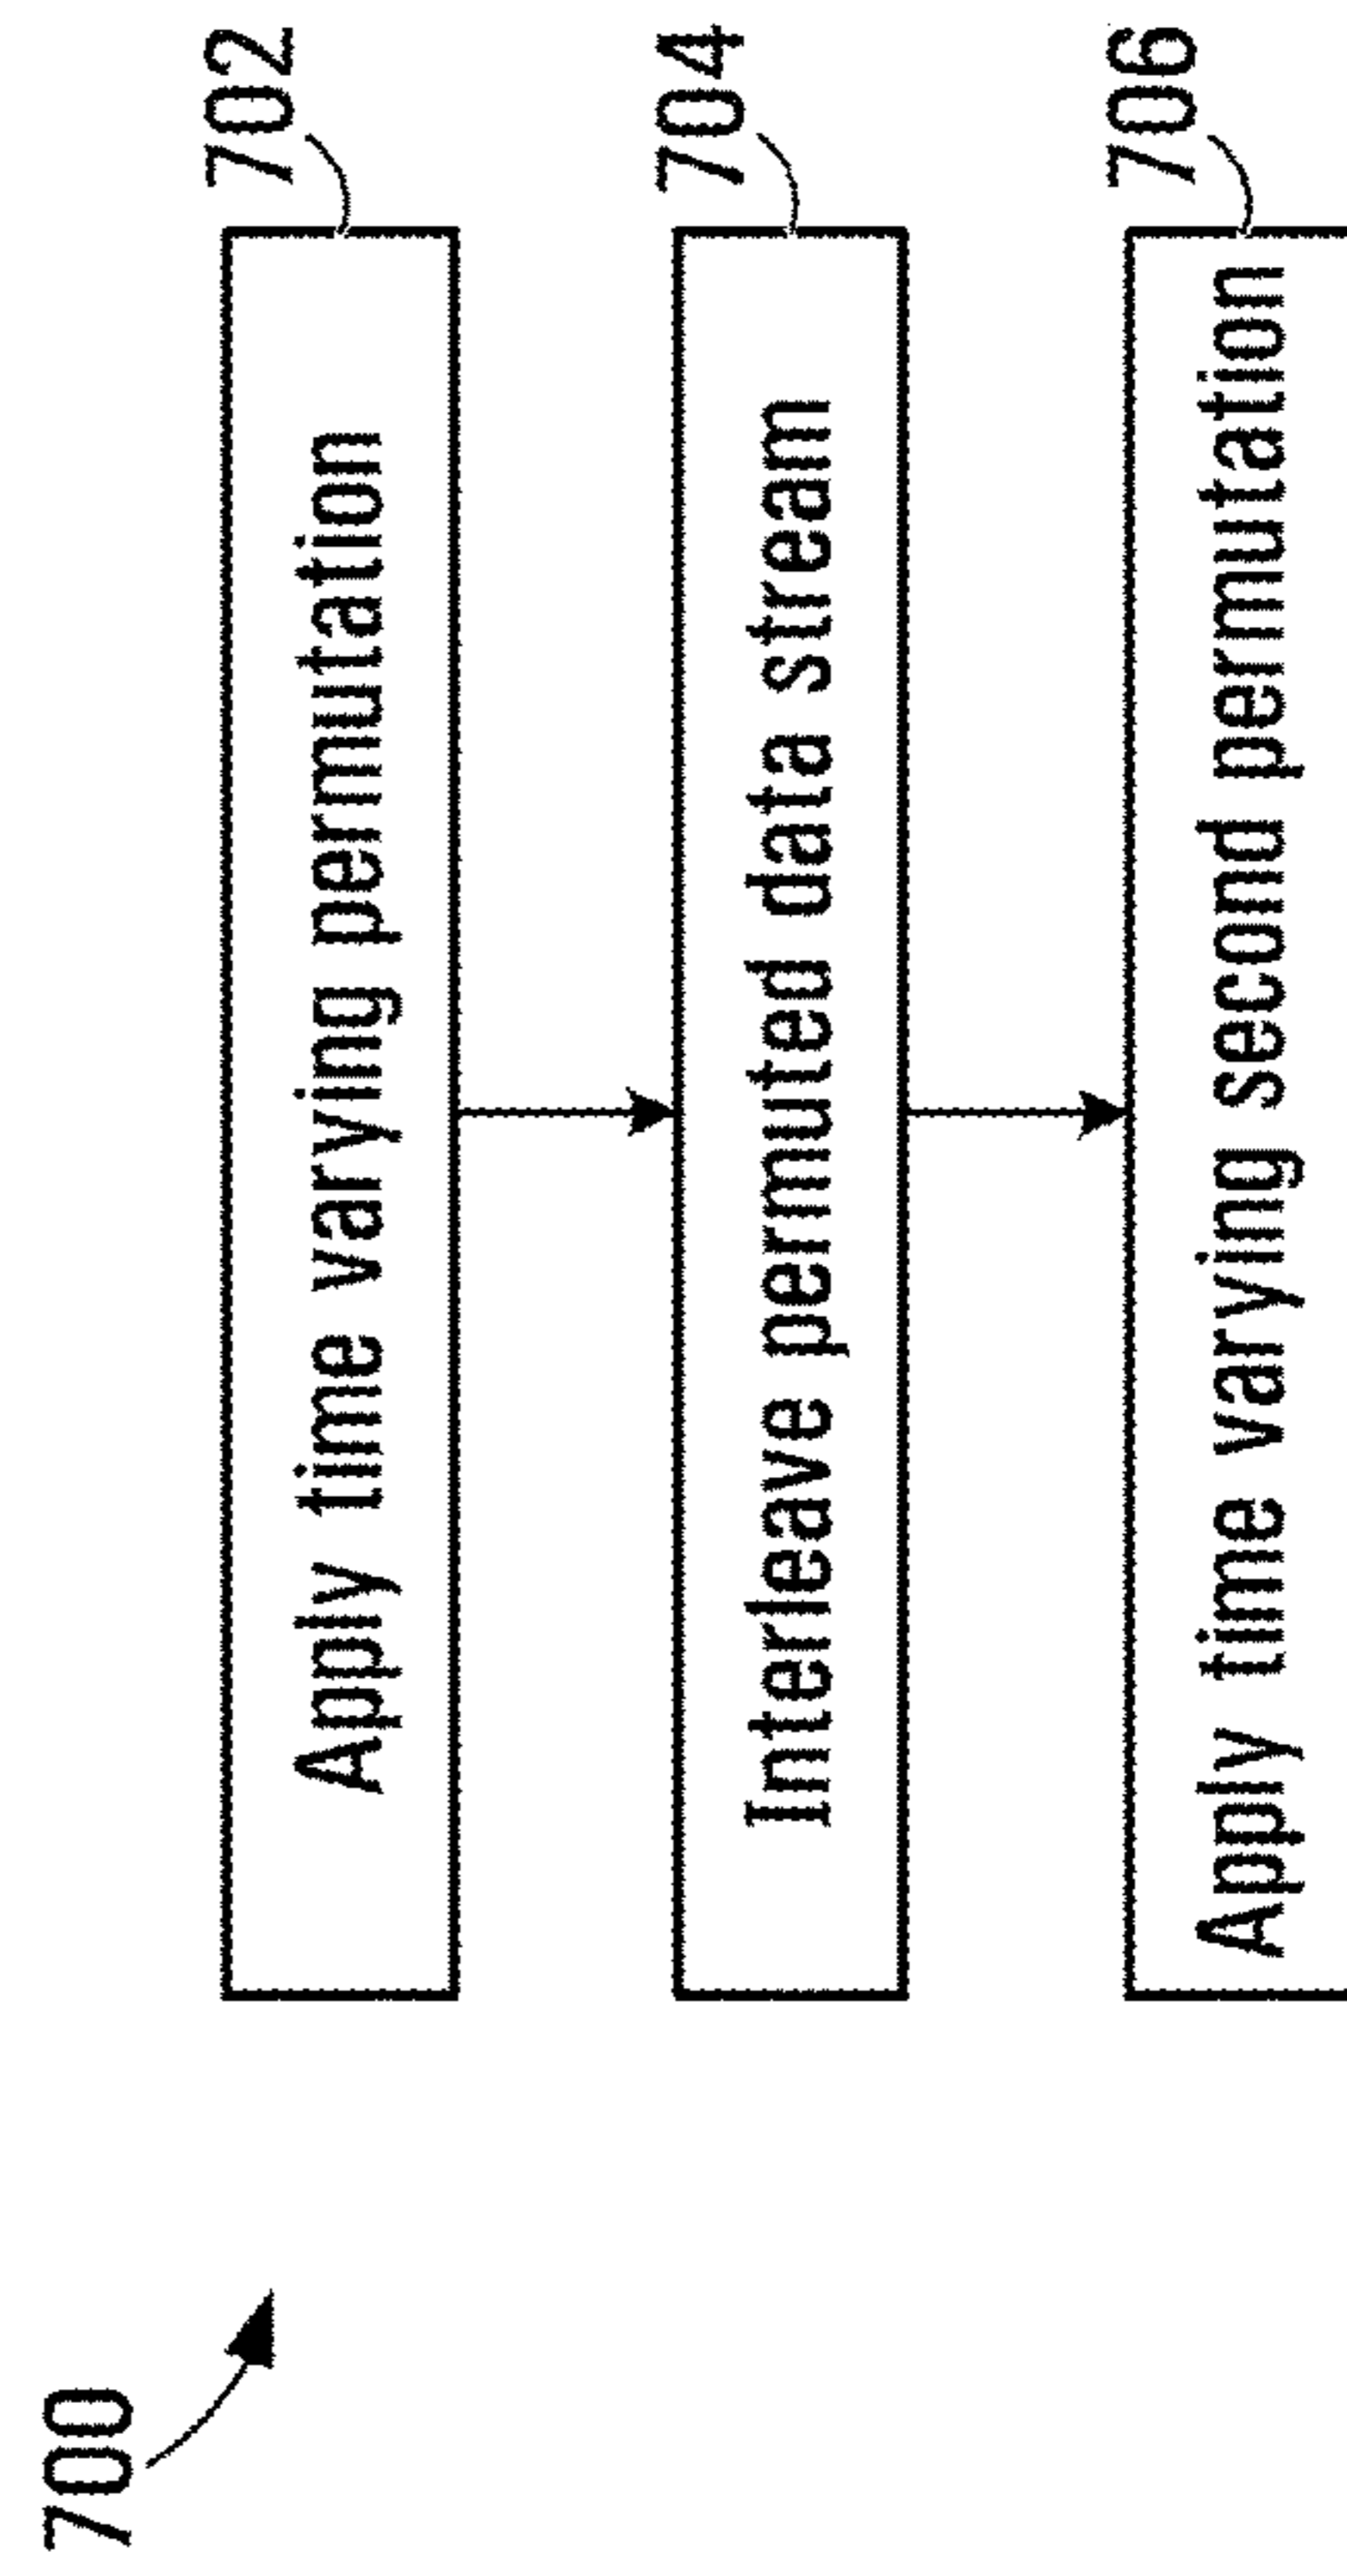 700
Apply time varying permutation
702
Interleave permuted data stream
704
Apply time varying second permutation
706